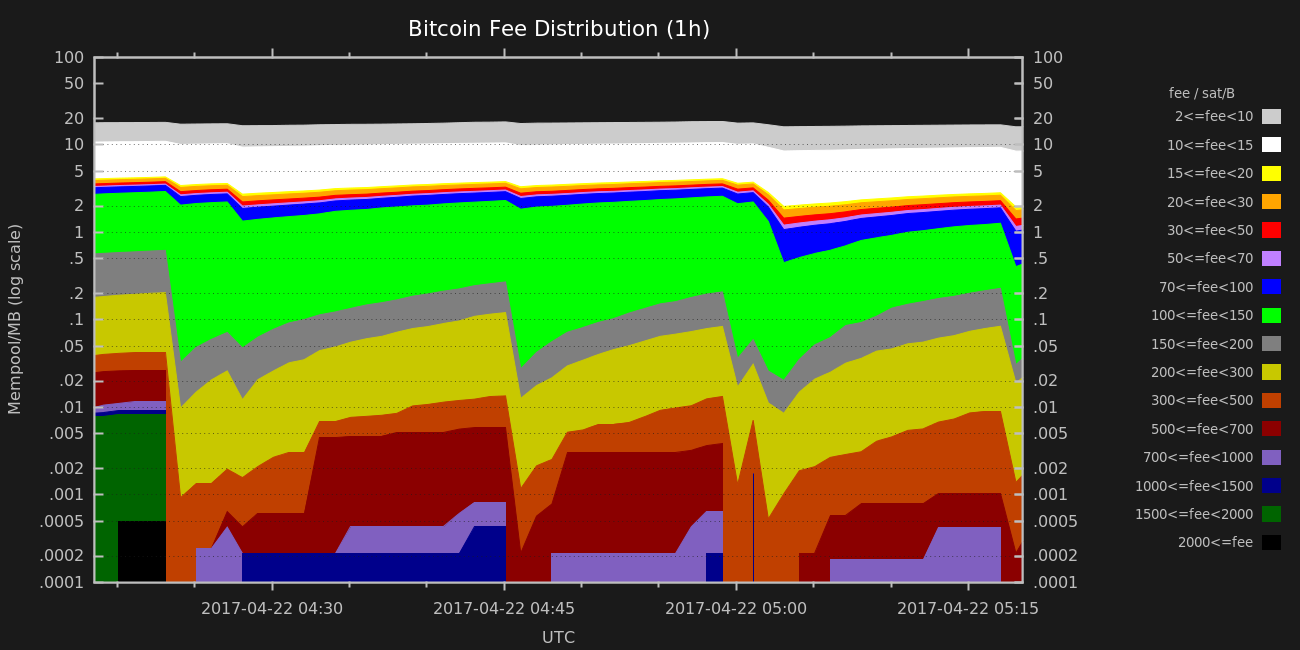 Bitcoin Fee Distribution (1h)
Mempool/MB (log scale)
100
50
20
10
5
2
1
.5
.2
.1
.05
.02
.01
.005
.002
.001
.0005
.0002
.0001
100
50
20
10
5
2
1
.5
.2
.1
.05
.02
.01
.005
.002
.001
.0005
.0002
.0001
2017-04-22 04:30 2017-04-22 04:45 2017-04-22 05:00 2017-04-22 05:15
UTC
fee / sat/B
2<=fee<10
10<=fee<15
15<=fee<20
20<=fee<30
30<=fee<50
50<=fee<70
70<=fee<100
100<=fee<150
150<=fee<200
200<=fee<300
300<=fee<500
500<=fee<700
700<=fee<1000
1000<=fee<1500
1500<=fee<2000
2000<=fee